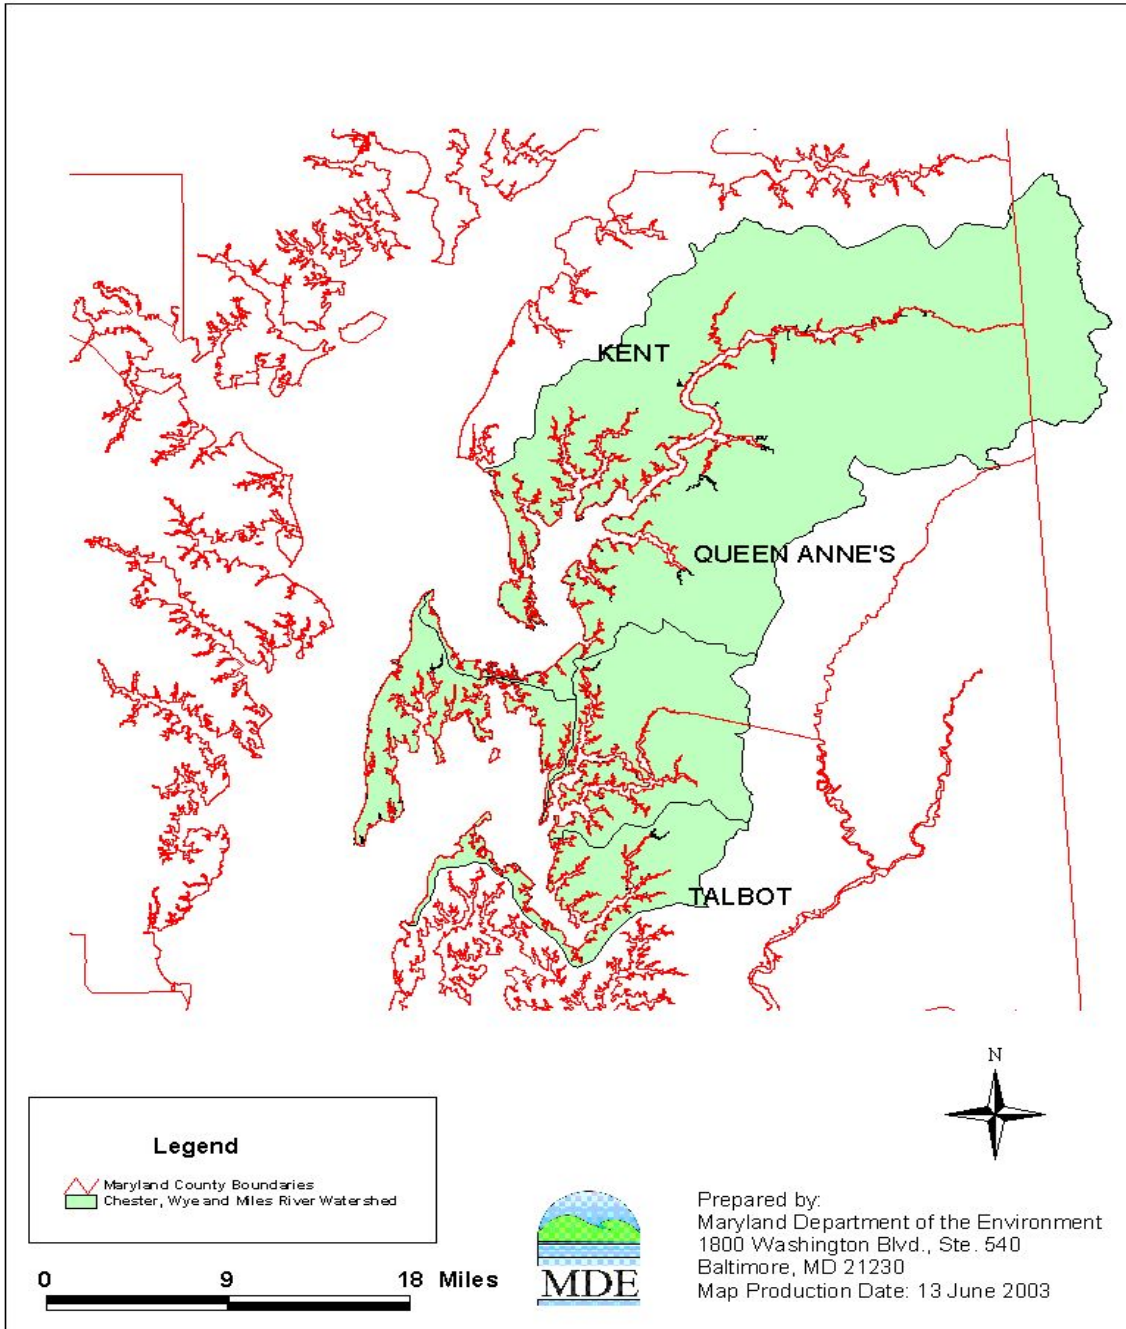 KENT
QUEEN ANNE'S
TALBOT
N
Legend
Maryland County Boundaries
Chester, Wye and Miles River Watershed
0 9 18 Miles
MDE
Prepared by:
Maryland Department of the Environment
1800 Washington Blvd., Ste. 540
Baltimore, MD 21230
Map Production Date: 13 June 2003